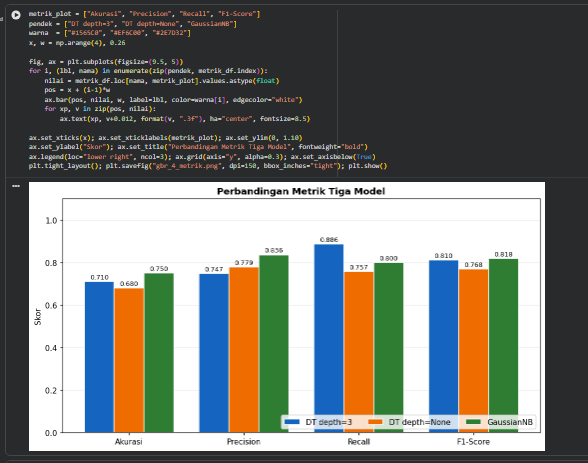 metrik_plot = ["Akurasi", "Precision", "Recall", "F1-Score"]
pendek = ["DT depth=3", "DT depth=None", "GaussianNB"]
warna = ["#1565C0", "#EF6C00", "#2E7D32"]
x, w = np.arange(4), 0.26
fig, ax = plt.subplots(figsize=(9.5, 5))
for i, (lbl, nama) in enumerate(zip(pendek, metrik_df.index)):
nilai = metrik_df.loc[nama, metrik_plot].values.astype(float)
pos = x + (i-1)*w
ax.bar(pos, nilai, w, label=lbl, color=warna[i], edgecolor="white")
for xp, v in zip(pos, nilai):
ax.text(xp, v+0.012, format(v, ".3f"), ha="center", fontsize=8.5)
ax.set_xticks(x); ax.set_xticklabels(metrik_plot); ax.set_ylim(0, 1.10)
ax.set_ylabel("Skor"); ax.set_title("Perbandingan Metrik Tiga Model", fontweight="bold")
ax.legend(loc="lower right", ncol=3); ax.grid(axis="y", alpha=0.3); ax.set_axisbelow(True)
plt.tight_layout(); plt.savefig("gbr_4_metrik.png", dpi=150, bbox_inches="tight"); plt.show()
Perbandingan Metrik Tiga Model
1.0
0.8
0.6
0.4
0.2
0.0
Skor
0.710 0.680 0.750
0.747 0.779 0.836
0.886 0.757 0.800
0.810 0.768 0.818
DT depth=3 DT depth=None GaussianNB
Akurasi Precision Recall F1-Score